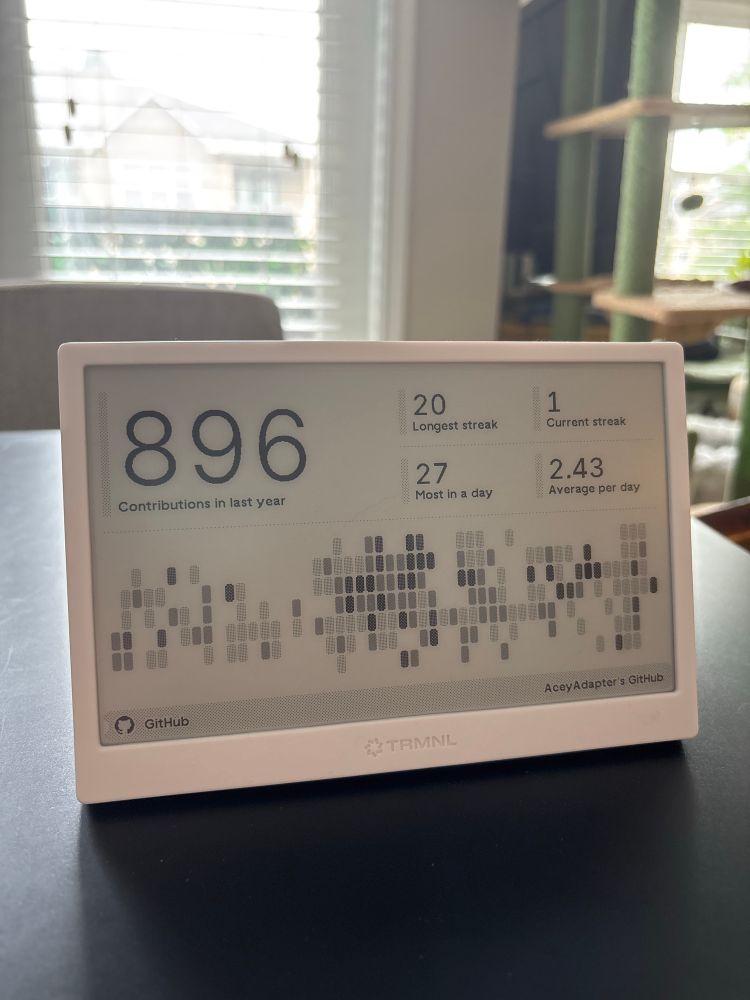 896
Contributions in last year
20
Longest streak
1
Current streak
27
Most in a day
2.43
Average per day
GitHub
AceyAdapter's GitHub
TRMNL